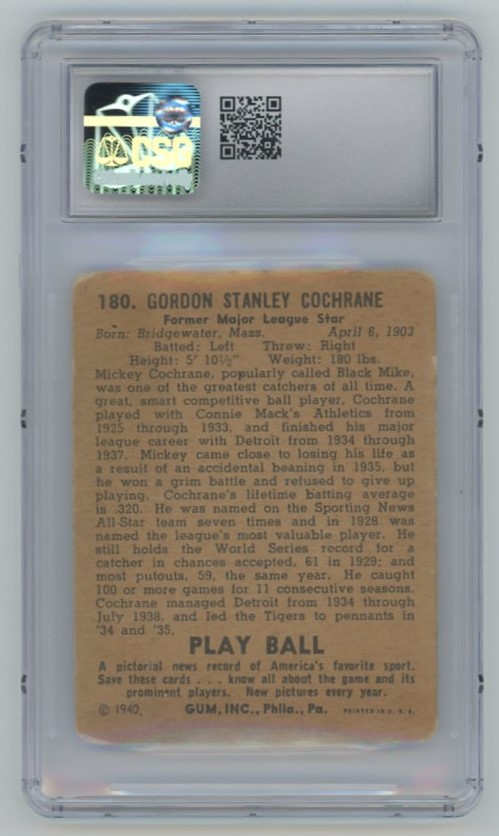 CSG
180. GORDON STANLEY COCHRANE
Former Major League Star
Born: Bridgewater, Mass. April 6, 1903
Batted: Left Threw: Right
Height: 5' 10½" Weight: 180 lbs.
Mickey Cochrane, popularly called Black Mike,
was one of the greatest catchers of all time. A
great, smart competitive ball player, Cochrane
played with Connie Mack's Athletics from
1925 through 1933, and finished his major
league career with Detroit from 1934 through
1937. Mickey came close to losing his life as
a result of an accidental beaning in 1935, but
he won a grim battle and refused to give up
playing. Cochrane's lifetime batting average
is .320. He was named on the Sporting News
All-Star team seven times and in 1928 was
named the league's most valuable player. He
still holds the World Series record for a
catcher in chances accepted, 61 in 1929; and
most putouts, 59, the same year. He caught
100 or more games for 11 consecutive seasons.
Cochrane managed Detroit from 1934 through
July 1938, and led the Tigers to pennants in
'34 and '35.
PLAY BALL
A pictorial news record of America's favorite sport.
Save these cards . . . know all about the game and its
prominent players. New pictures every year.
© 1940, GUM, INC., Phila., Pa. PRINTED IN U. S. A.